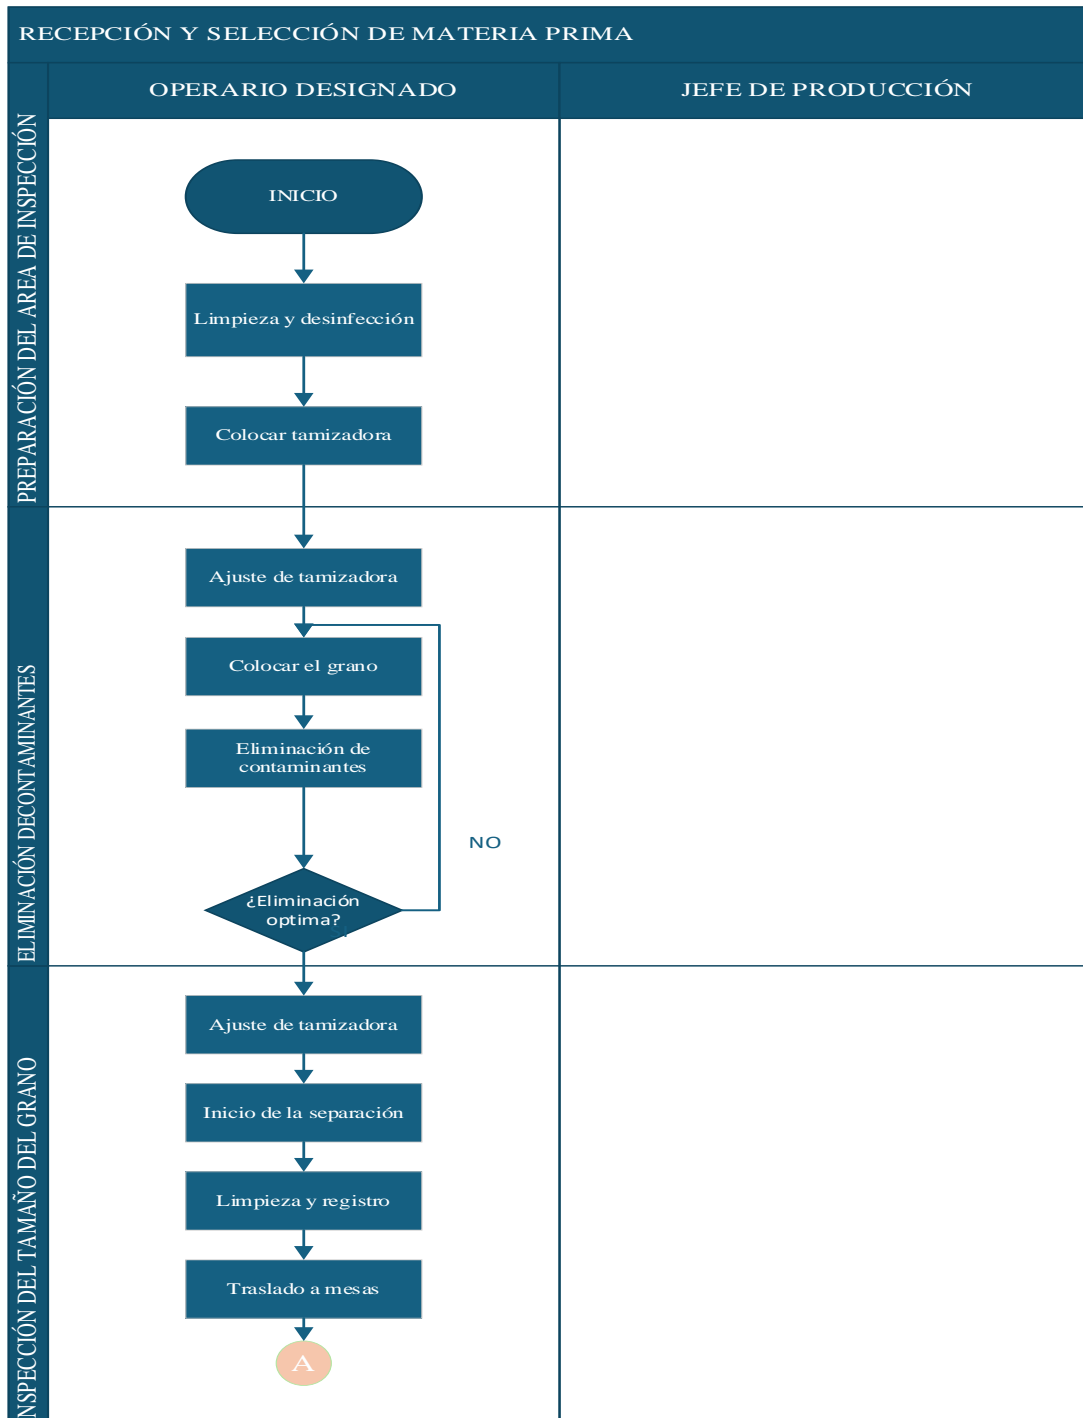 RECEPCIÓN Y SELECCIÓN DE MATERIA PRIMA
OPERARIO DESIGNADO
JEFE DE PRODUCCIÓN
PREPARACIÓN DEL AREA DE INSPECCIÓN
INICIO
Limpieza y desinfección
Colocar tamizadora
ELIMINACIÓN DECONTAMINANTES
Ajuste de tamizadora
Colocar el grano
Eliminación de
contaminantes
NO
¿Eliminación
optima?
SI
NSPECCIÓN DEL TAMAÑO DEL GRANO
Ajuste de tamizadora
Inicio de la separación
Limpieza y registro
Traslado a mesas
A